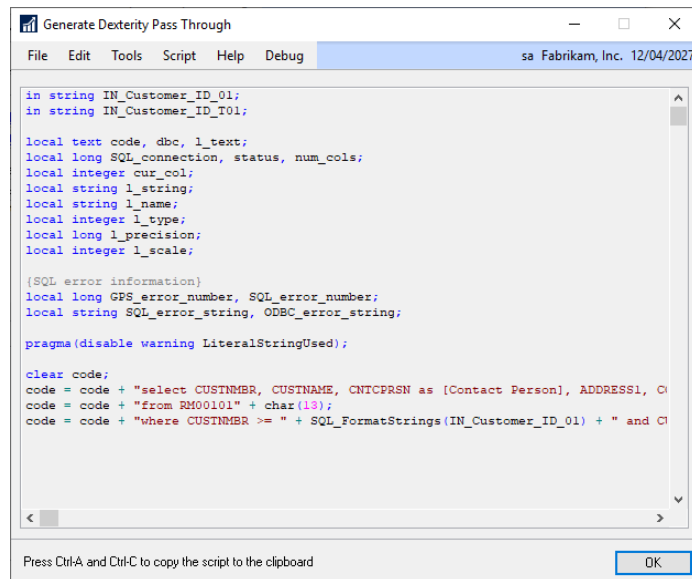 Generate Dexterity Pass Through
File Edit Tools Script Help Debug sa Fabrikam, Inc. 12/04/2027
in string IN_Customer_ID_01;
in string IN_Customer_ID_T01;
local text code, dbc, l_text;
local long SQL_connection, status, num_cols;
local integer cur_col;
local string l_string;
local string l_name;
local integer l_type;
local long l_precision;
local integer l_scale;
{SQL error information}
local long GPS_error_number, SQL_error_number;
local string SQL_error_string, ODBC_error_string;
pragma(disable warning LiteralStringUsed);
clear code;
code = code + "select CUSTNMBR, CUSTNAME, CNTCPRSN as [Contact Person], ADDRESS1,
code = code + "from RM00101" + char(13);
code = code + "where CUSTNMBR >= " + SQL_FormatStrings(IN_Customer_ID_01) + " and
Press Ctrl-A and Ctrl-C to copy the script to the clipboard
OK